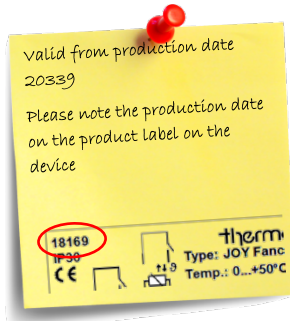 Valid from production date
20339
Please note the production date
on the product label on the
device
18169
IP30
therm
CE
Type: JOY Fanc
Temp.: 0...+50°C